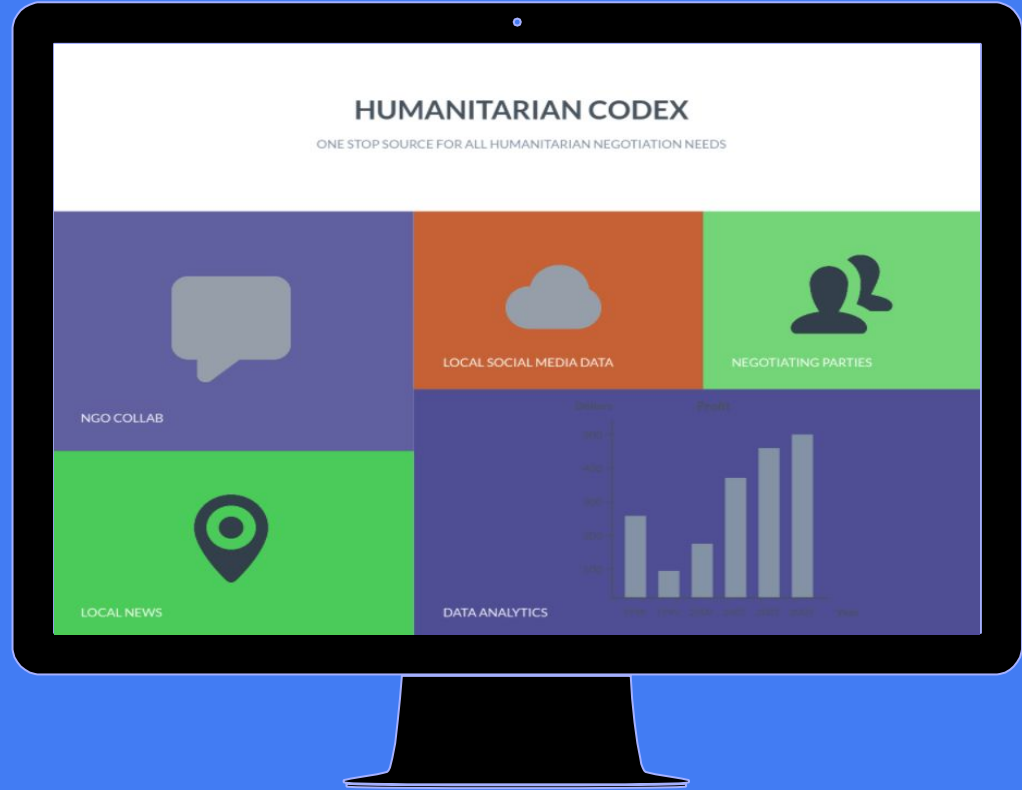 HUMANITARIAN CODEX
ONE STOP SOURCE FOR ALL HUMANITARIAN NEGOTIATION NEEDS
NGO COLLAB
LOCAL SOCIAL MEDIA DATA
NEGOTIATING PARTIES
LOCAL NEWS
DATA ANALYTICS